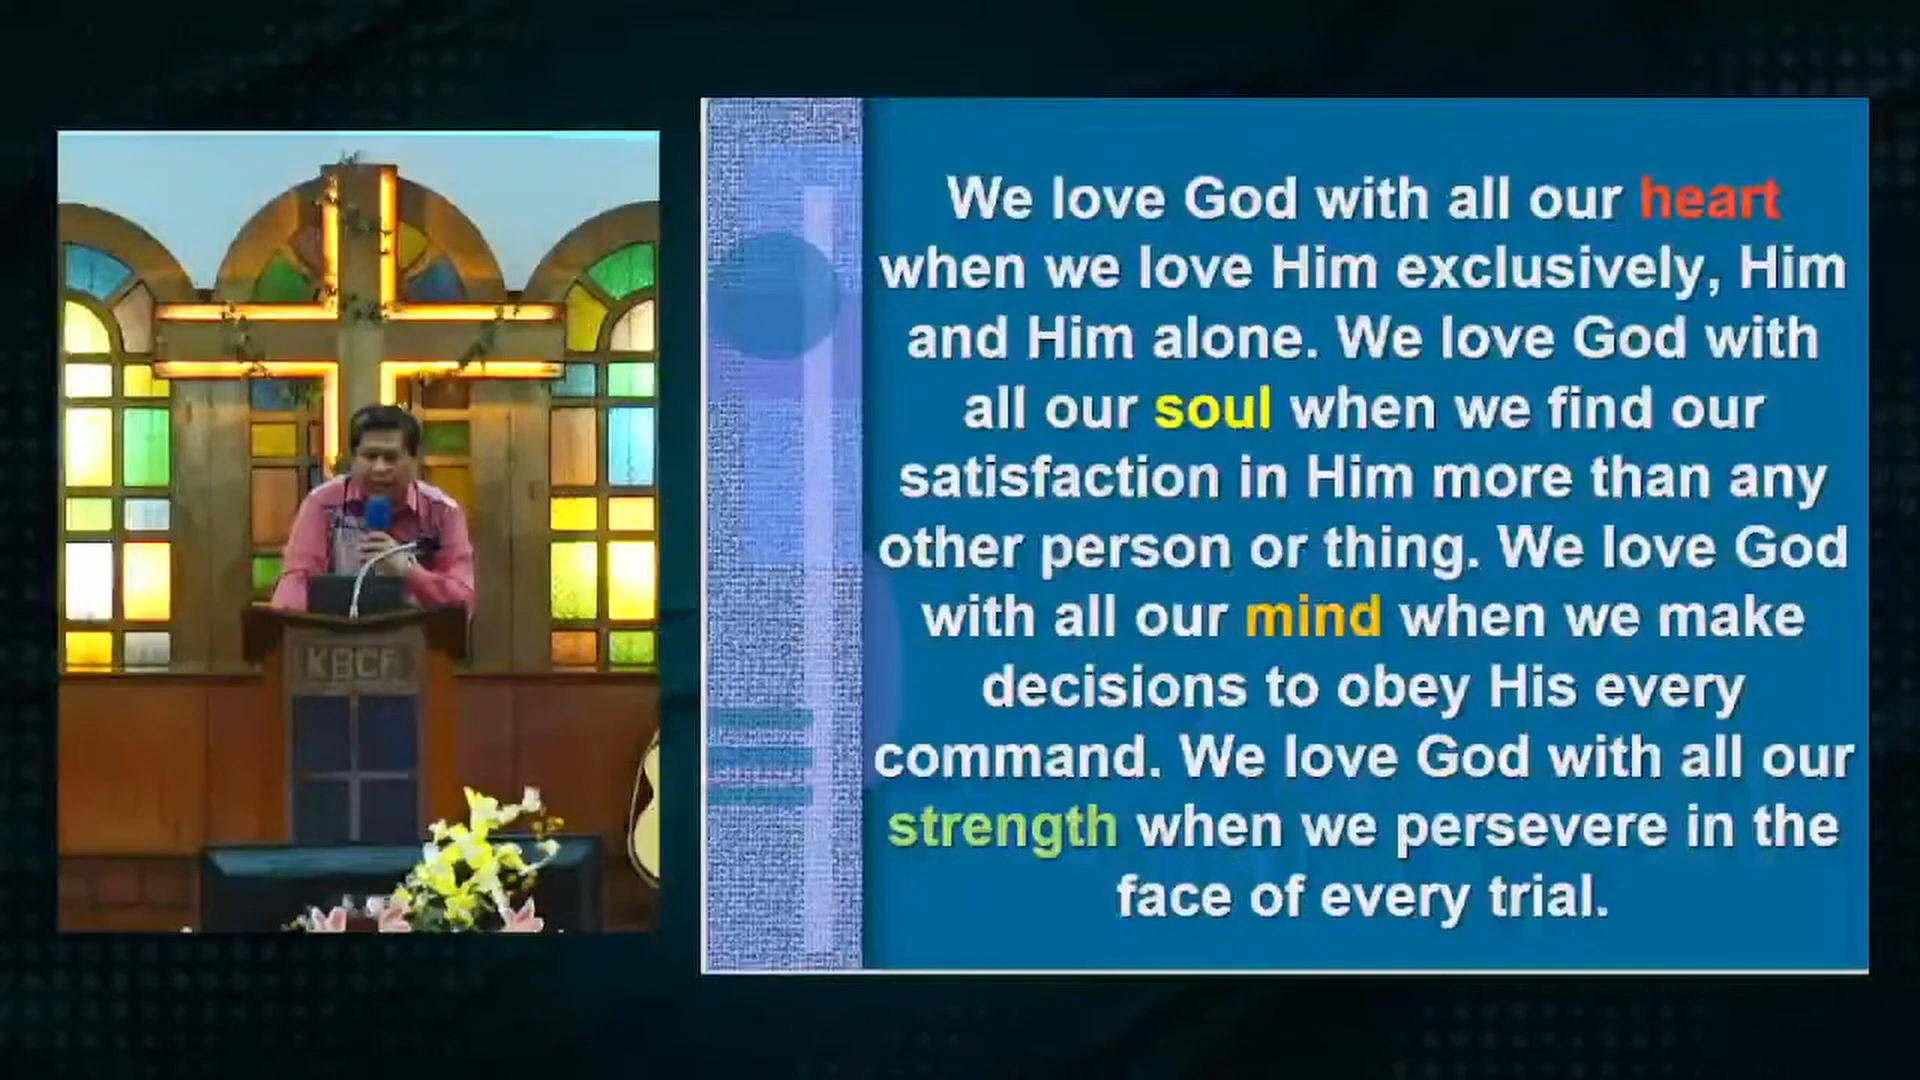 KBCF
We love God with all our heart
when we love Him exclusively, Him
and Him alone. We love God with
all our soul when we find our
satisfaction in Him more than any
other person or thing. We love God
with all our mind when we make
decisions to obey His every
command. We love God with all our
strength when we persevere in the
face of every trial.